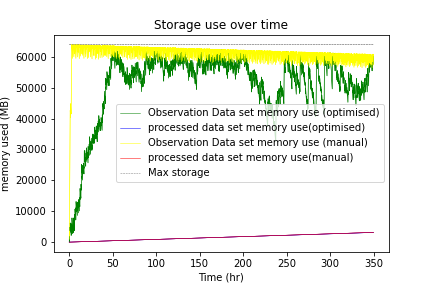 Storage use over time
memory used (MB)
60000
50000
40000
30000
20000
10000
0
Observation Data set memory use (optimised)
processed data set memory use(optimised)
Observation Data set memory use (manual)
processed data set memory use(manual)
Max storage
0 50 100 150 200 250 300 350
Time (hr)